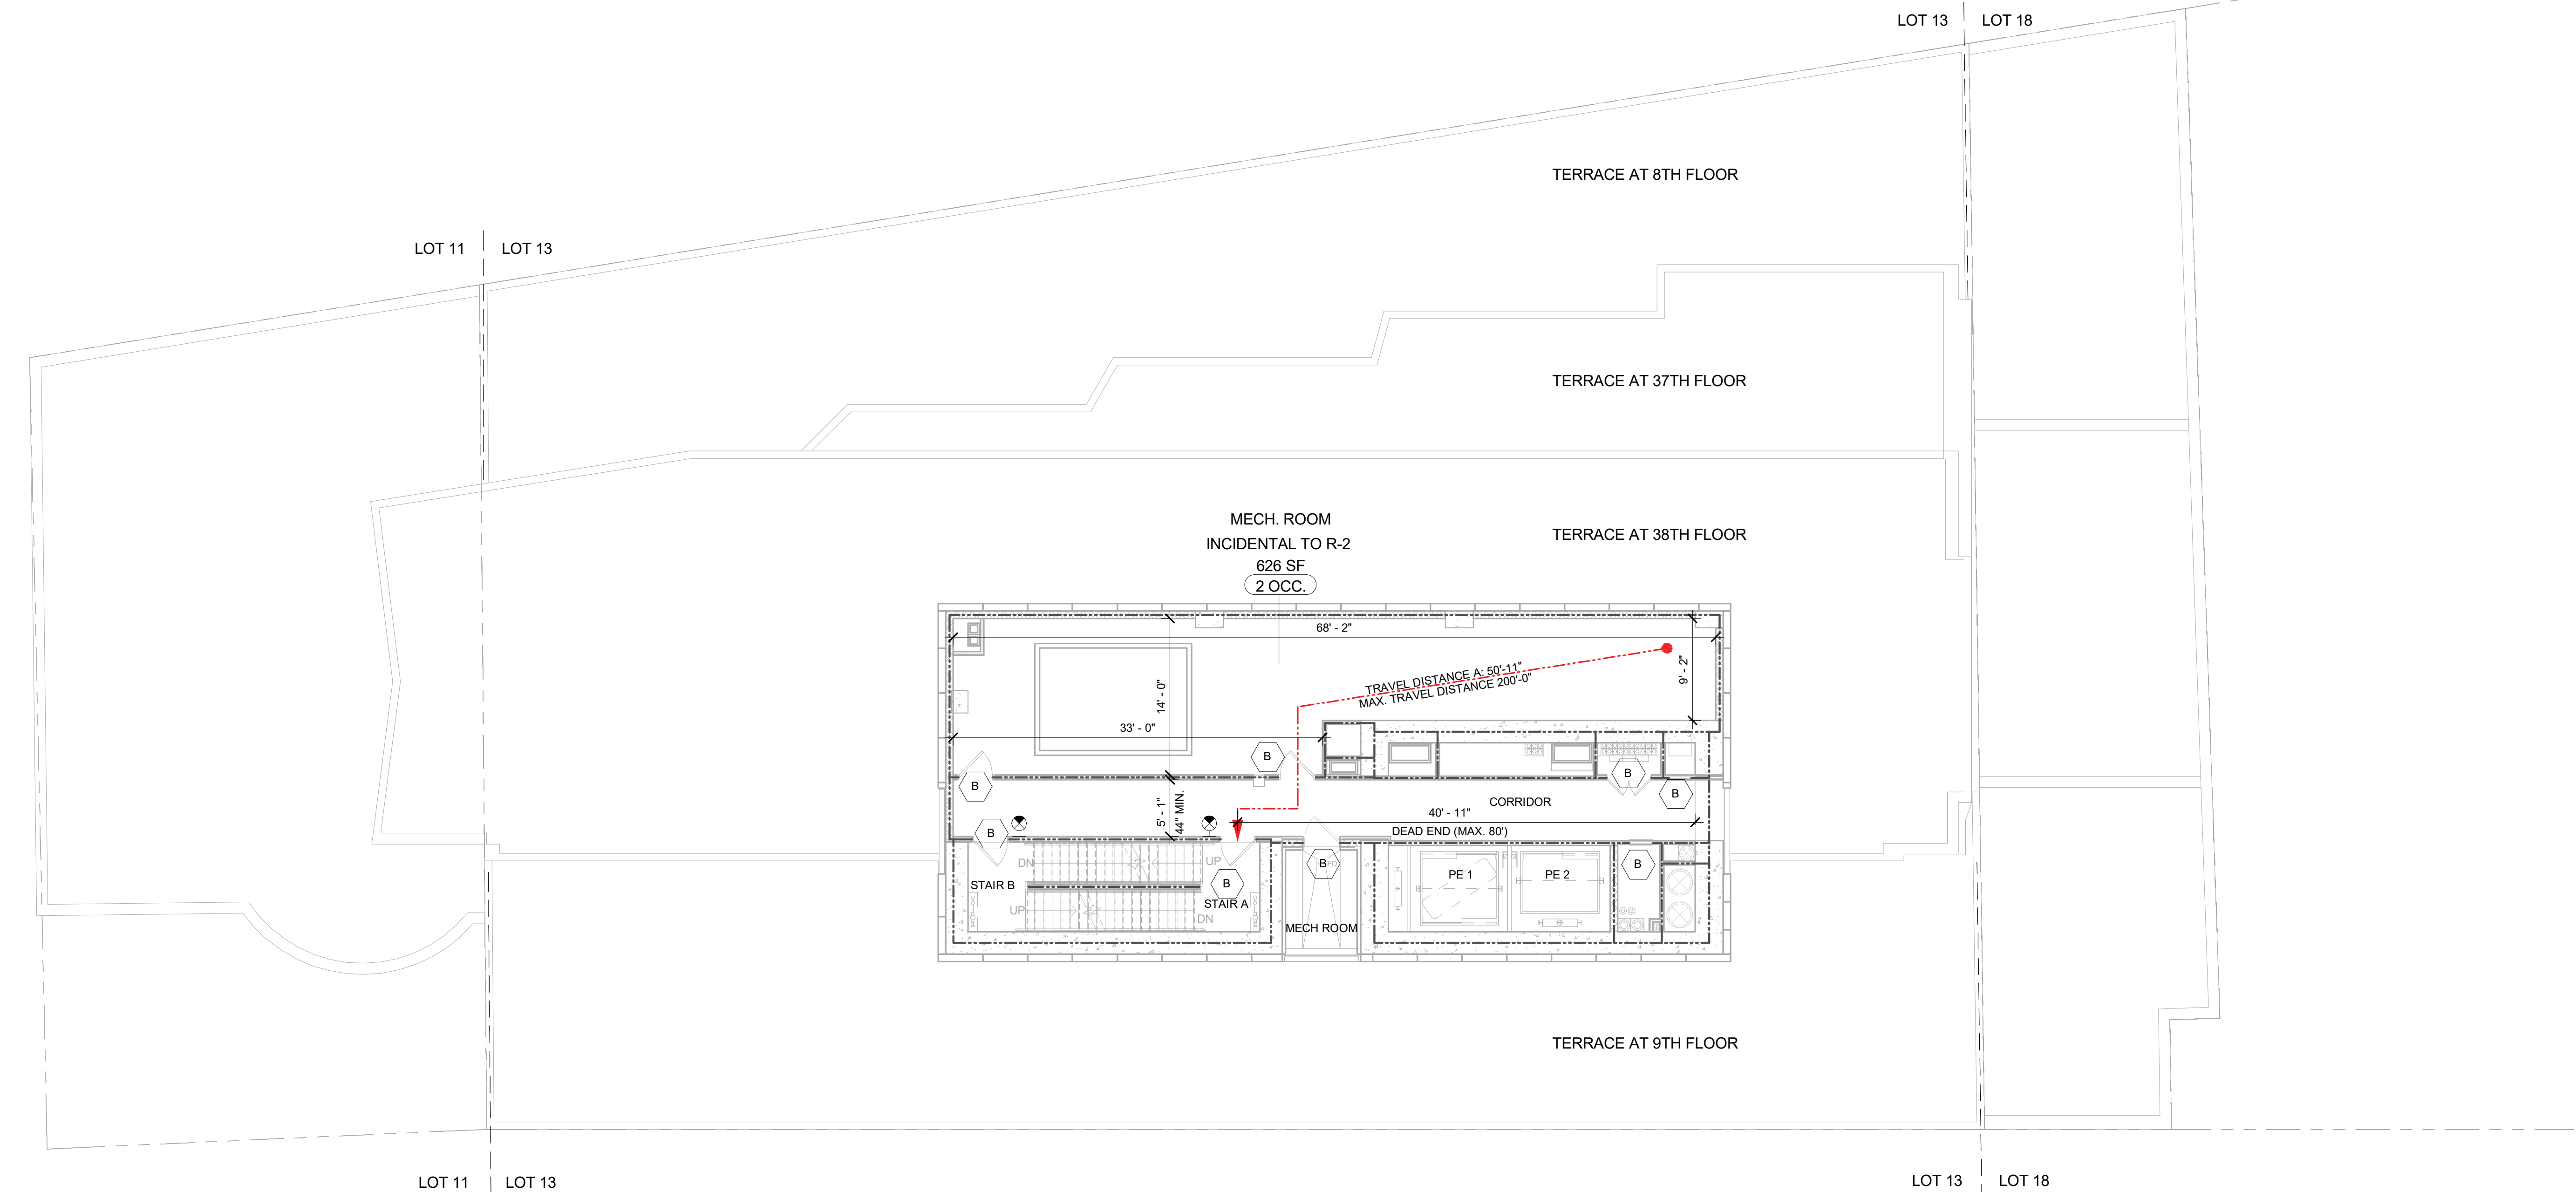 LOT 13
LOT 18
TERRACE AT 8TH FLOOR
LOT 11
LOT 13
TERRACE AT 37TH FLOOR
MECH. ROOM
INCIDENTAL TO R-2
626 SF
2 OCC.
TERRACE AT 38TH FLOOR
68' - 2"
TRAVEL DISTANCE A: 50'-11"
MAX. TRAVEL DISTANCE 200'-0"
9' - 2"
14' - 0"
33' - 0"
B
B
B
B
5' - 1"
44" MIN.
CORRIDOR
40' - 11"
DEAD END (MAX. 80')
B
DN
UP
B
FD
B
STAIR B
B
STAIR A
PE 1
PE 2
UP
DN
MECH ROOM
TERRACE AT 9TH FLOOR
LOT 11
LOT 13
LOT 13
LOT 18